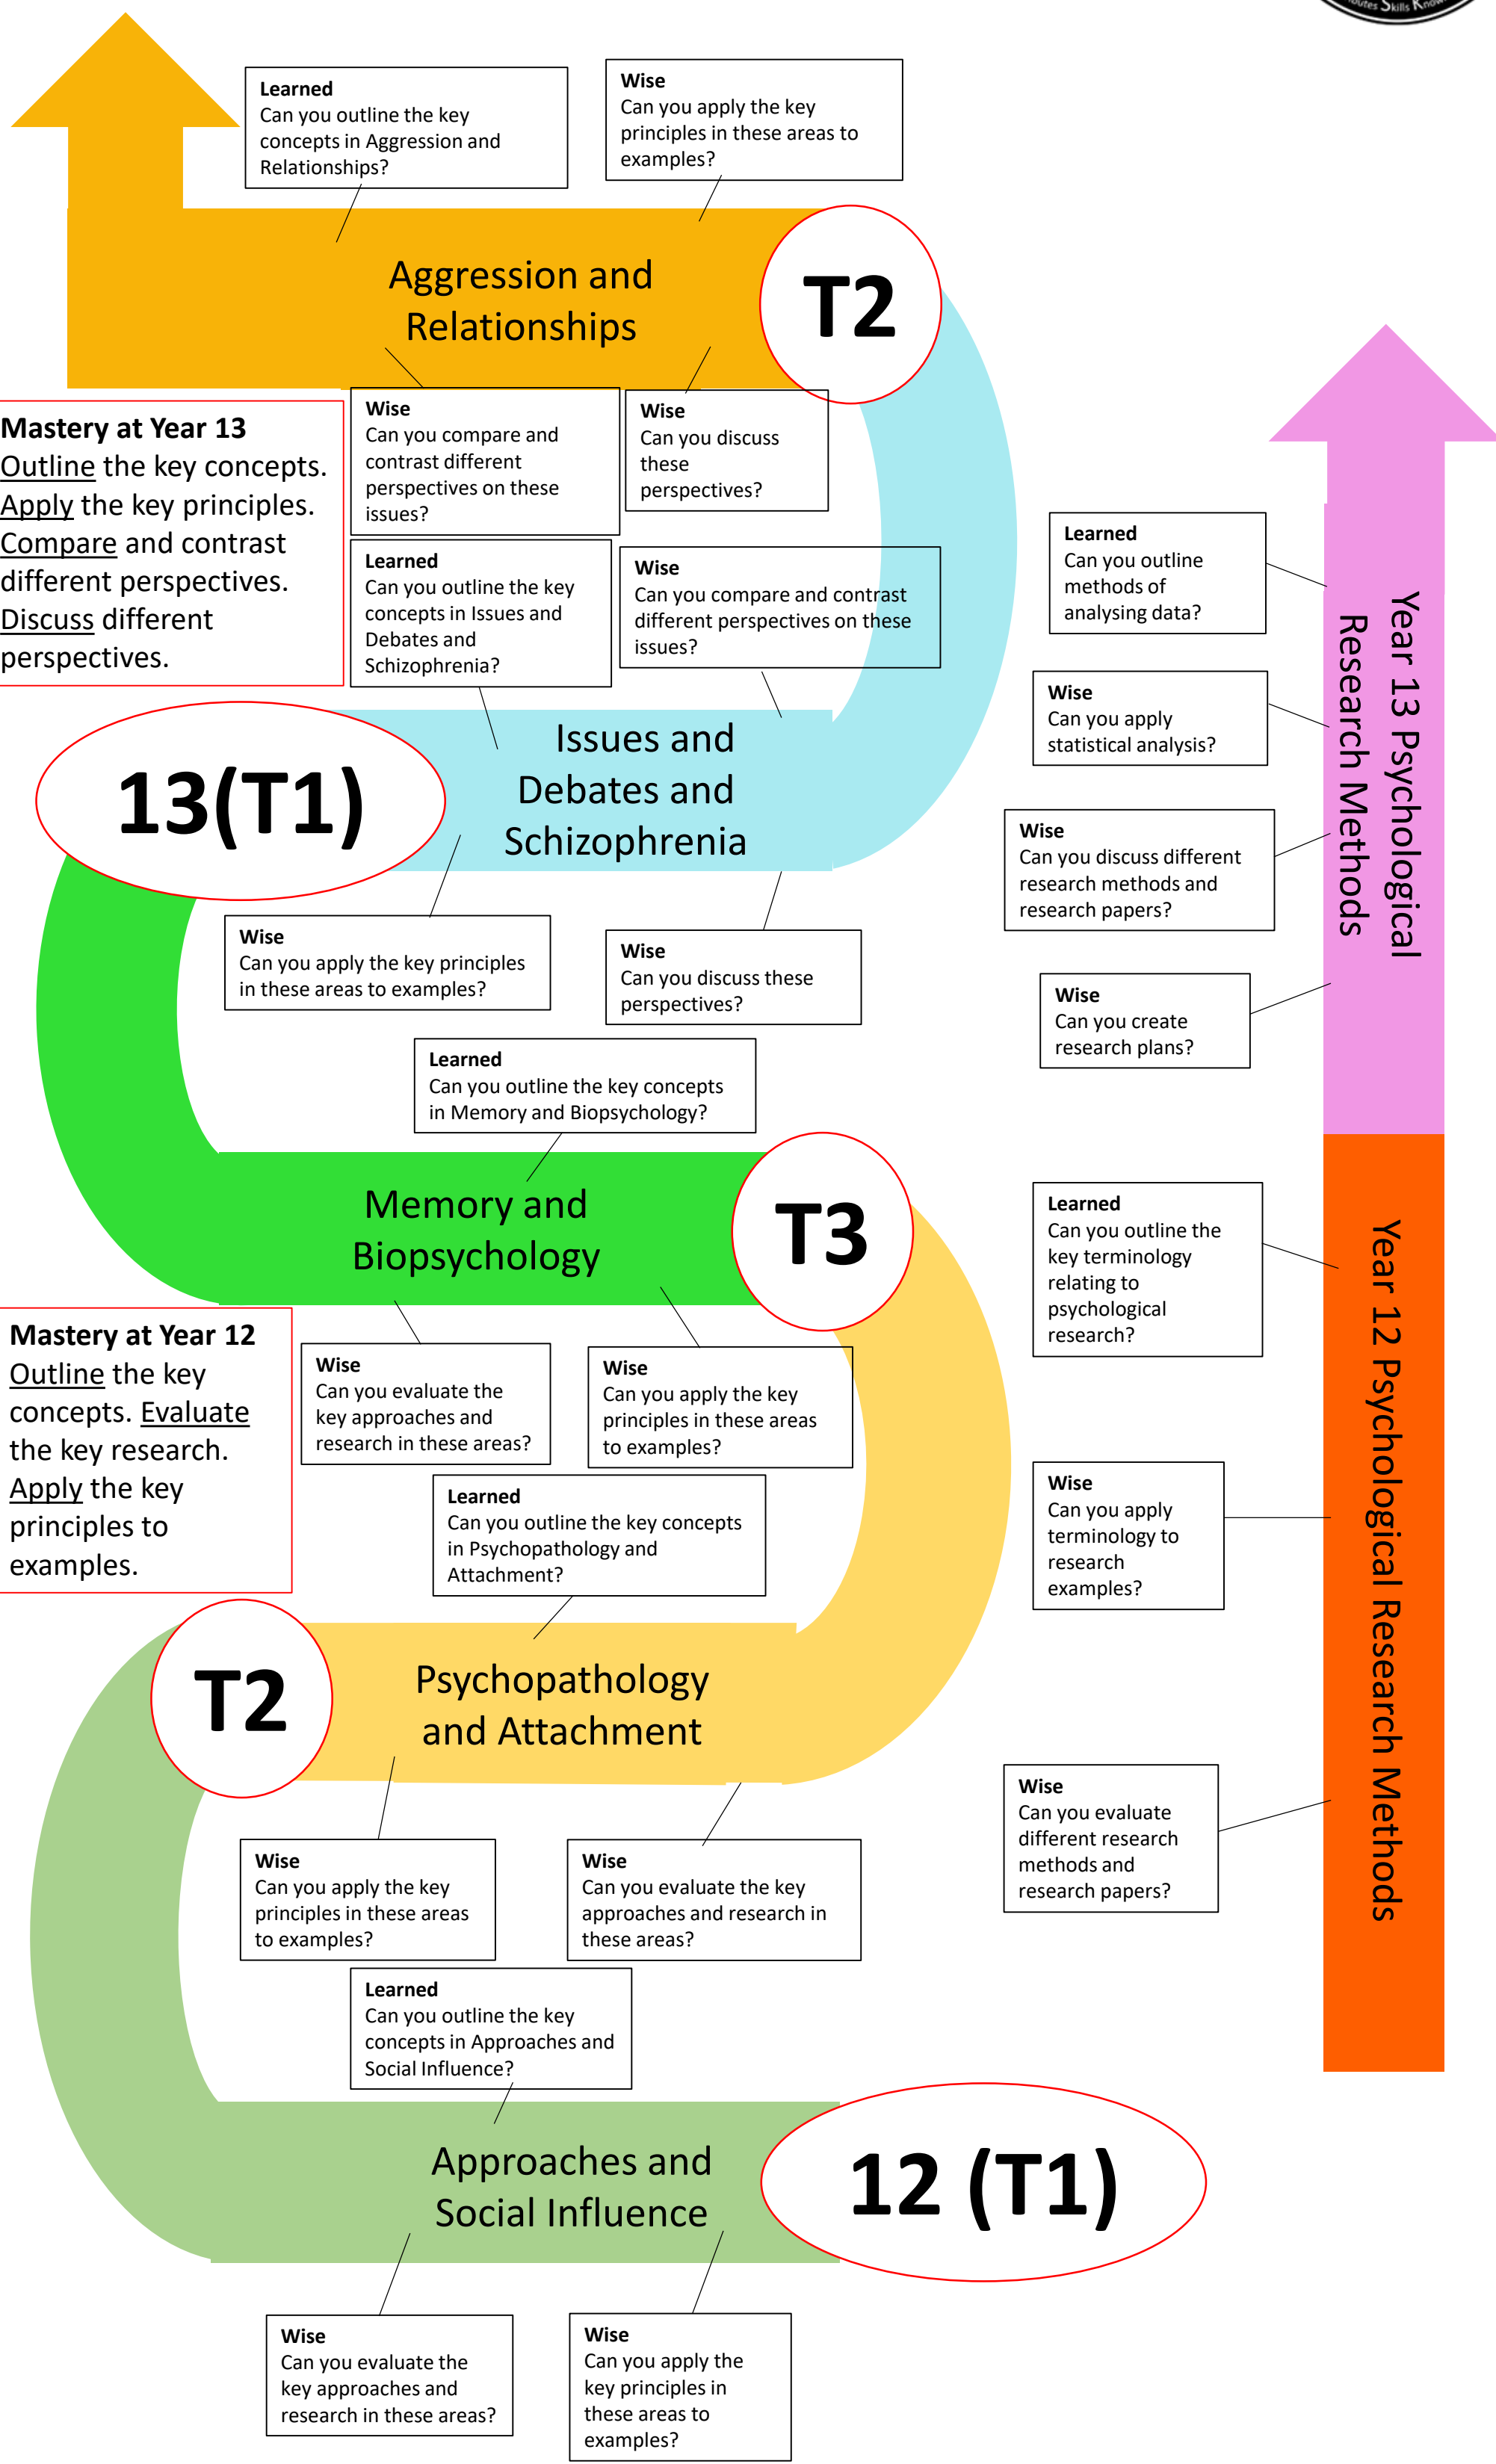 Skills
Learned
Can you outline the key
concepts in Aggression and
Relationships?
Wise
Can you apply the key
principles in these areas to
examples?
Aggression and
Relationships
T2
Wise
Can you compare and
contrast different
perspectives on these
issues?
Wise
Can you discuss
these
perspectives?
Mastery at Year 13
Outline the key concepts.
Apply the key principles.
Compare and contrast
different perspectives.
Discuss different
perspectives.
Learned
Can you outline the key
concepts in Issues and
Debates and
Schizophrenia?
Wise
Can you compare and contrast
different perspectives on these
issues?
13(T1)
Issues and
Debates and
Schizophrenia
Wise
Can you apply the key principles
in these areas to examples?
Wise
Can you discuss these
perspectives?
Learned
Can you outline the key concepts
in Memory and Biopsychology?
Memory and
Biopsychology
T3
Mastery at Year 12
Outline the key
concepts. Evaluate
the key research.
Apply the key
principles to
examples.
Wise
Can you evaluate the
key approaches and
research in these areas?
Wise
Can you apply the key
principles in these areas
to examples?
Learned
Can you outline the key concepts
in Psychopathology and
Attachment?
T2
Psychopathology
and Attachment
Wise
Can you apply the key
principles in these areas
to examples?
Wise
Can you evaluate the key
approaches and research in
these areas?
Learned
Can you outline the key
concepts in Approaches and
Social Influence?
Approaches and
Social Influence
12 (T1)
Wise
Can you evaluate the
key approaches and
research in these areas?
Wise
Can you apply the
key principles in
these areas to
examples?
Year 13 Psychological
Research Methods
Learned
Can you outline
methods of
analysing data?
Wise
Can you apply
statistical analysis?
Wise
Can you discuss different
research methods and
research papers?
Wise
Can you create
research plans?
Year 12 Psychological Research Methods
Learned
Can you outline the
key terminology
relating to
psychological
research?
Wise
Can you apply
terminology to
research
examples?
Wise
Can you evaluate
different research
methods and
research papers?